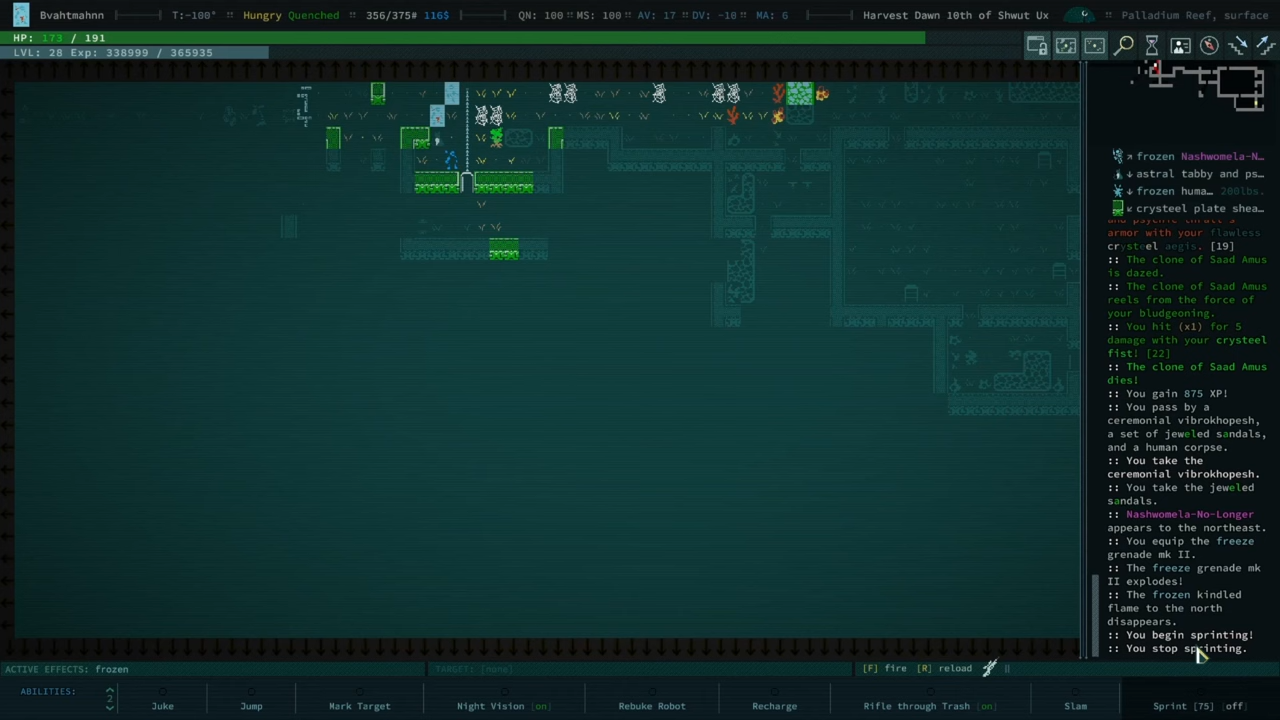 Bvahtmahnn T:-100° :: Hungry Quenched :: 356/375# 116$ QN: 100 :: MS: 100 :: AV: 17 :: DV: -10 :: MA: 6 Harvest Dawn 10th of Shwut Ux :: Palladium Reef, surface
HP: 173 / 191
LVL: 28 Exp: 338999 / 365935
frozen Nashwomela-N…
astral tabby and ps…
frozen huma… 200lbs.
crysteel plate shea…
and psychic thrall's
armor with your flawless
crysteel aegis. [19]
:: The clone of Saad Amus
is dazed.
:: The clone of Saad Amus
reels from the force of
your bludgeoning.
:: You hit (x1) for 5
damage with your crysteel
fist! [22]
:: The clone of Saad Amus
dies!
:: You gain 875 XP!
:: You pass by a
ceremonial vibrokhopesh,
a set of jeweled sandals,
and a human corpse.
:: You take the
ceremonial vibrokhopesh.
:: You take the jeweled
sandals.
:: Nashwomela-No-Longer
appears to the northeast.
:: You equip the freeze
grenade mk II.
:: The freeze grenade mk
II explodes!
:: The frozen kindled
flame to the north
disappears.
:: You begin sprinting!
:: You stop sprinting.
ACTIVE EFFECTS: frozen TARGET: [none] [F] fire [R] reload
ABILITIES: 2 Juke Jump Mark Target Night Vision [on] Rebuke Robot Recharge Rifle through Trash [on] Slam Sprint [75] [off]